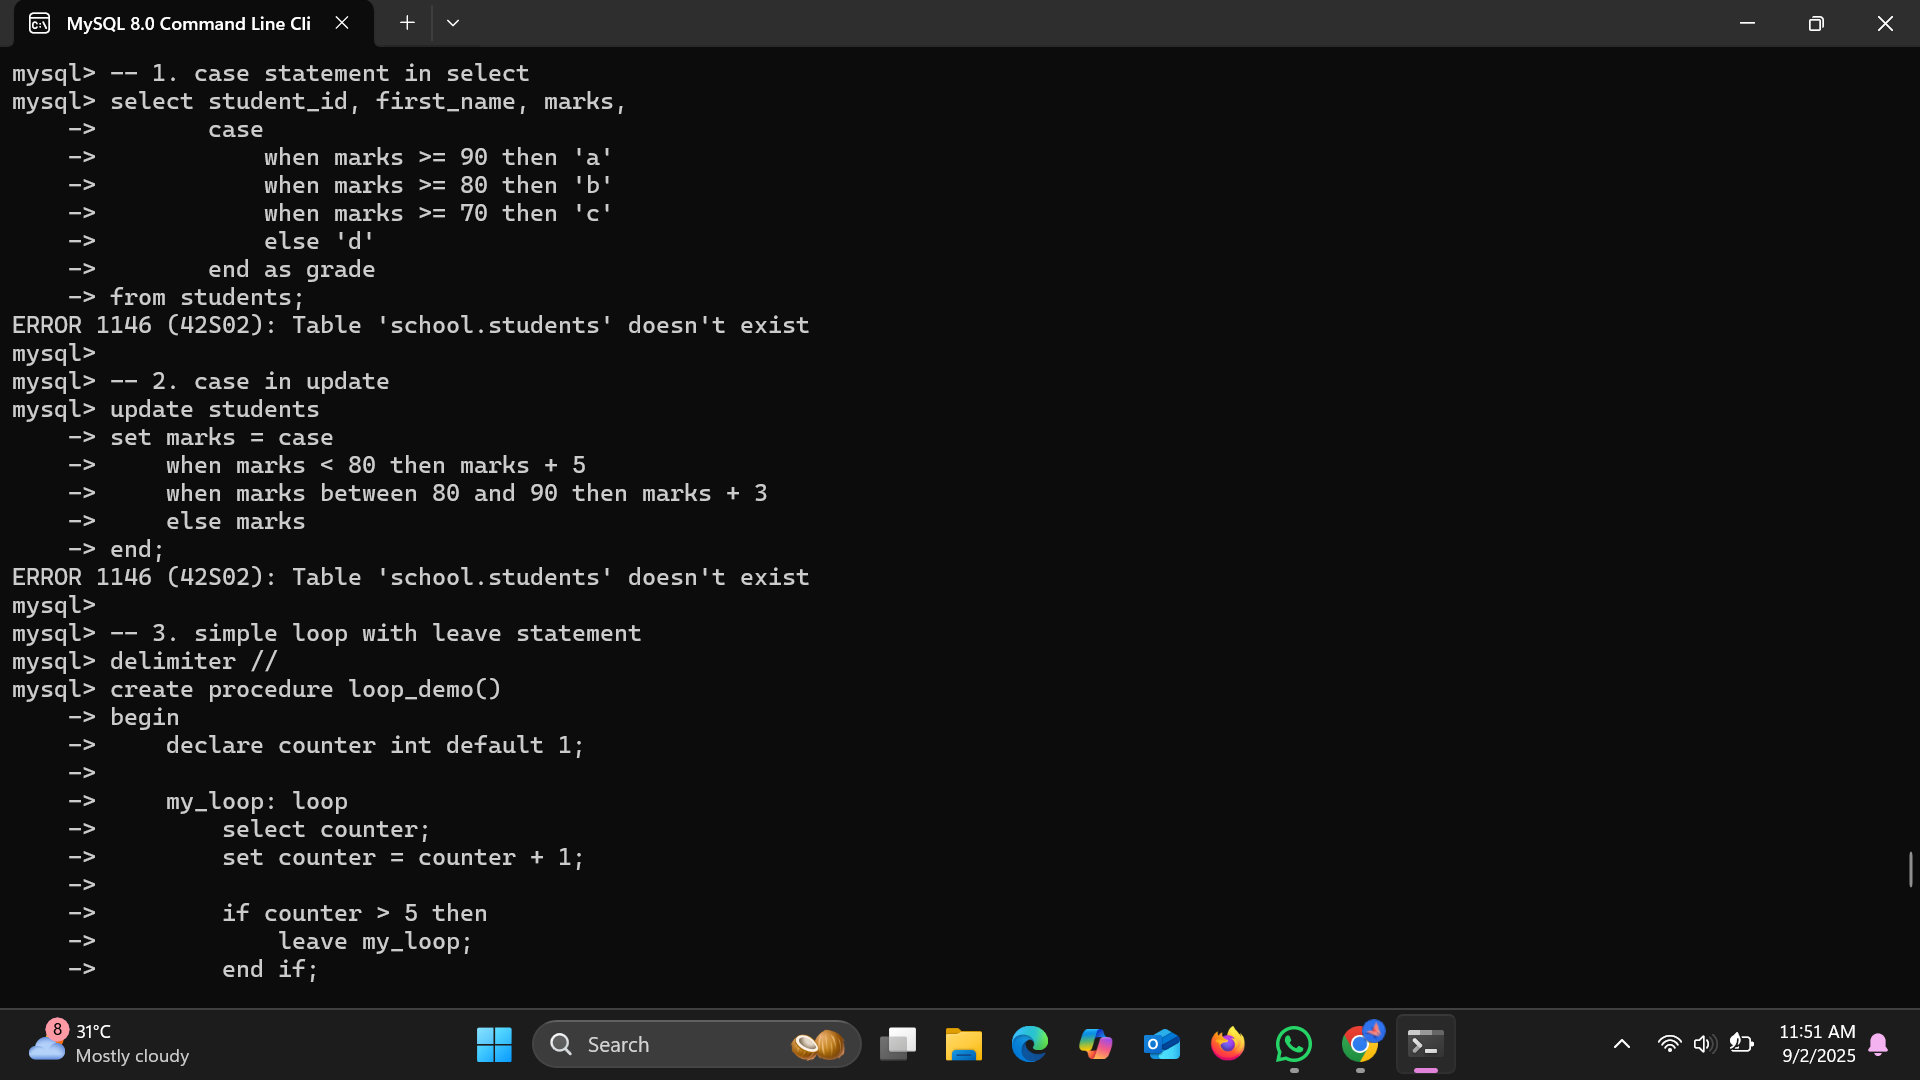 MySQL 8.0 Command Line Cli
mysql> -- 1. case statement in select
mysql> select student_id, first_name, marks,
    ->        case
    ->            when marks >= 90 then 'a'
    ->            when marks >= 80 then 'b'
    ->            when marks >= 70 then 'c'
    ->            else 'd'
    ->        end as grade
    -> from students;
ERROR 1146 (42S02): Table 'school.students' doesn't exist
mysql>
mysql> -- 2. case in update
mysql> update students
    -> set marks = case
    ->     when marks < 80 then marks + 5
    ->     when marks between 80 and 90 then marks + 3
    ->     else marks
    -> end;
ERROR 1146 (42S02): Table 'school.students' doesn't exist
mysql>
mysql> -- 3. simple loop with leave statement
mysql> delimiter //
mysql> create procedure loop_demo()
    -> begin
    ->     declare counter int default 1;
    ->
    ->     my_loop: loop
    ->         select counter;
    ->         set counter = counter + 1;
    ->
    ->         if counter > 5 then
    ->             leave my_loop;
    ->         end if;
8
31°C
Mostly cloudy
Search
11:51 AM
9/2/2025